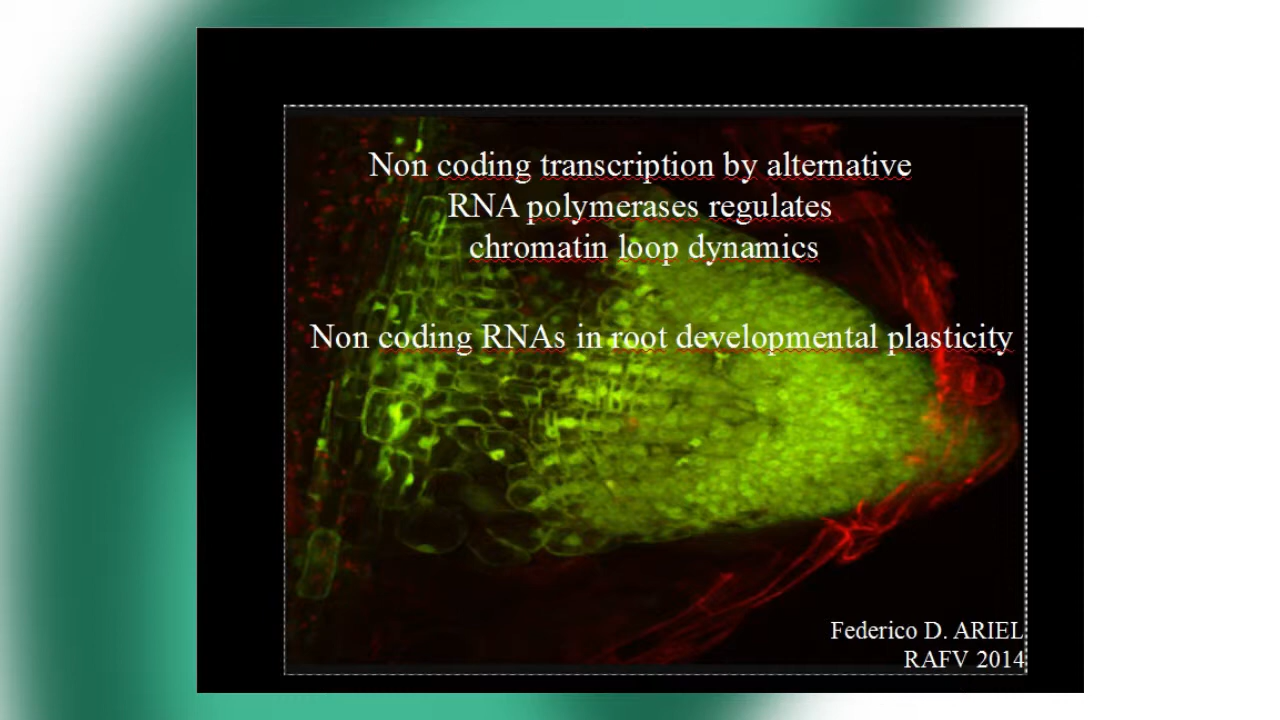 Non coding transcription by alternative
RNA polymerases regulates
chromatin loop dynamics
Non coding RNAs in root developmental plasticity
Federico D. ARIEL
RAFV 2014